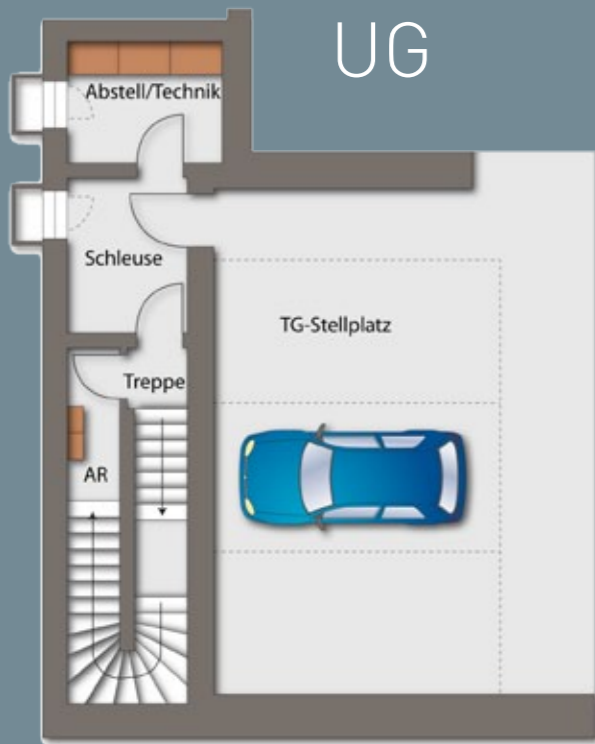 UG
Abstell/Technik
Schleuse
TG-Stellplatz
Treppe
AR